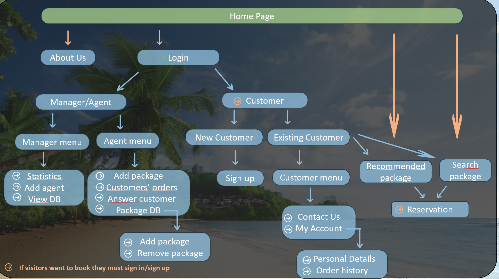 Home Page
About Us
Login
Manager/Agent
Customer
Manager menu
Agent menu
New Customer
Existing Customer
Recommended
package
Search
package
Statistics
Add agent
View DB
Add package
Customers' orders
Answer customer
Package DB
Sign up
Customer menu
Reservation
Contact Us
My Account
Add package
Remove package
Personal Details
Order history
If visitors want to book they must sign in/sign up